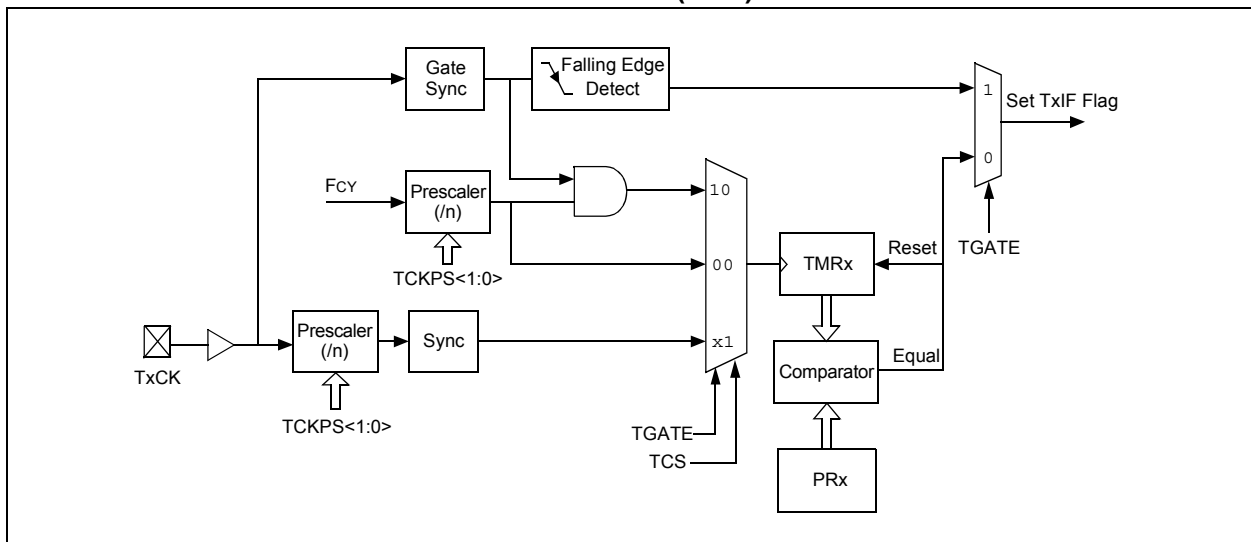 Gate
Sync
Falling Edge
Detect
1
Set TxIF Flag
0
FCY
Prescaler
(/n)
10
TGATE
TCKPS<1:0>
00
Reset
TMRx
Prescaler
(/n)
Sync
x1
Equal
TxCK
Comparator
TCKPS<1:0>
TGATE
TCS
PRx